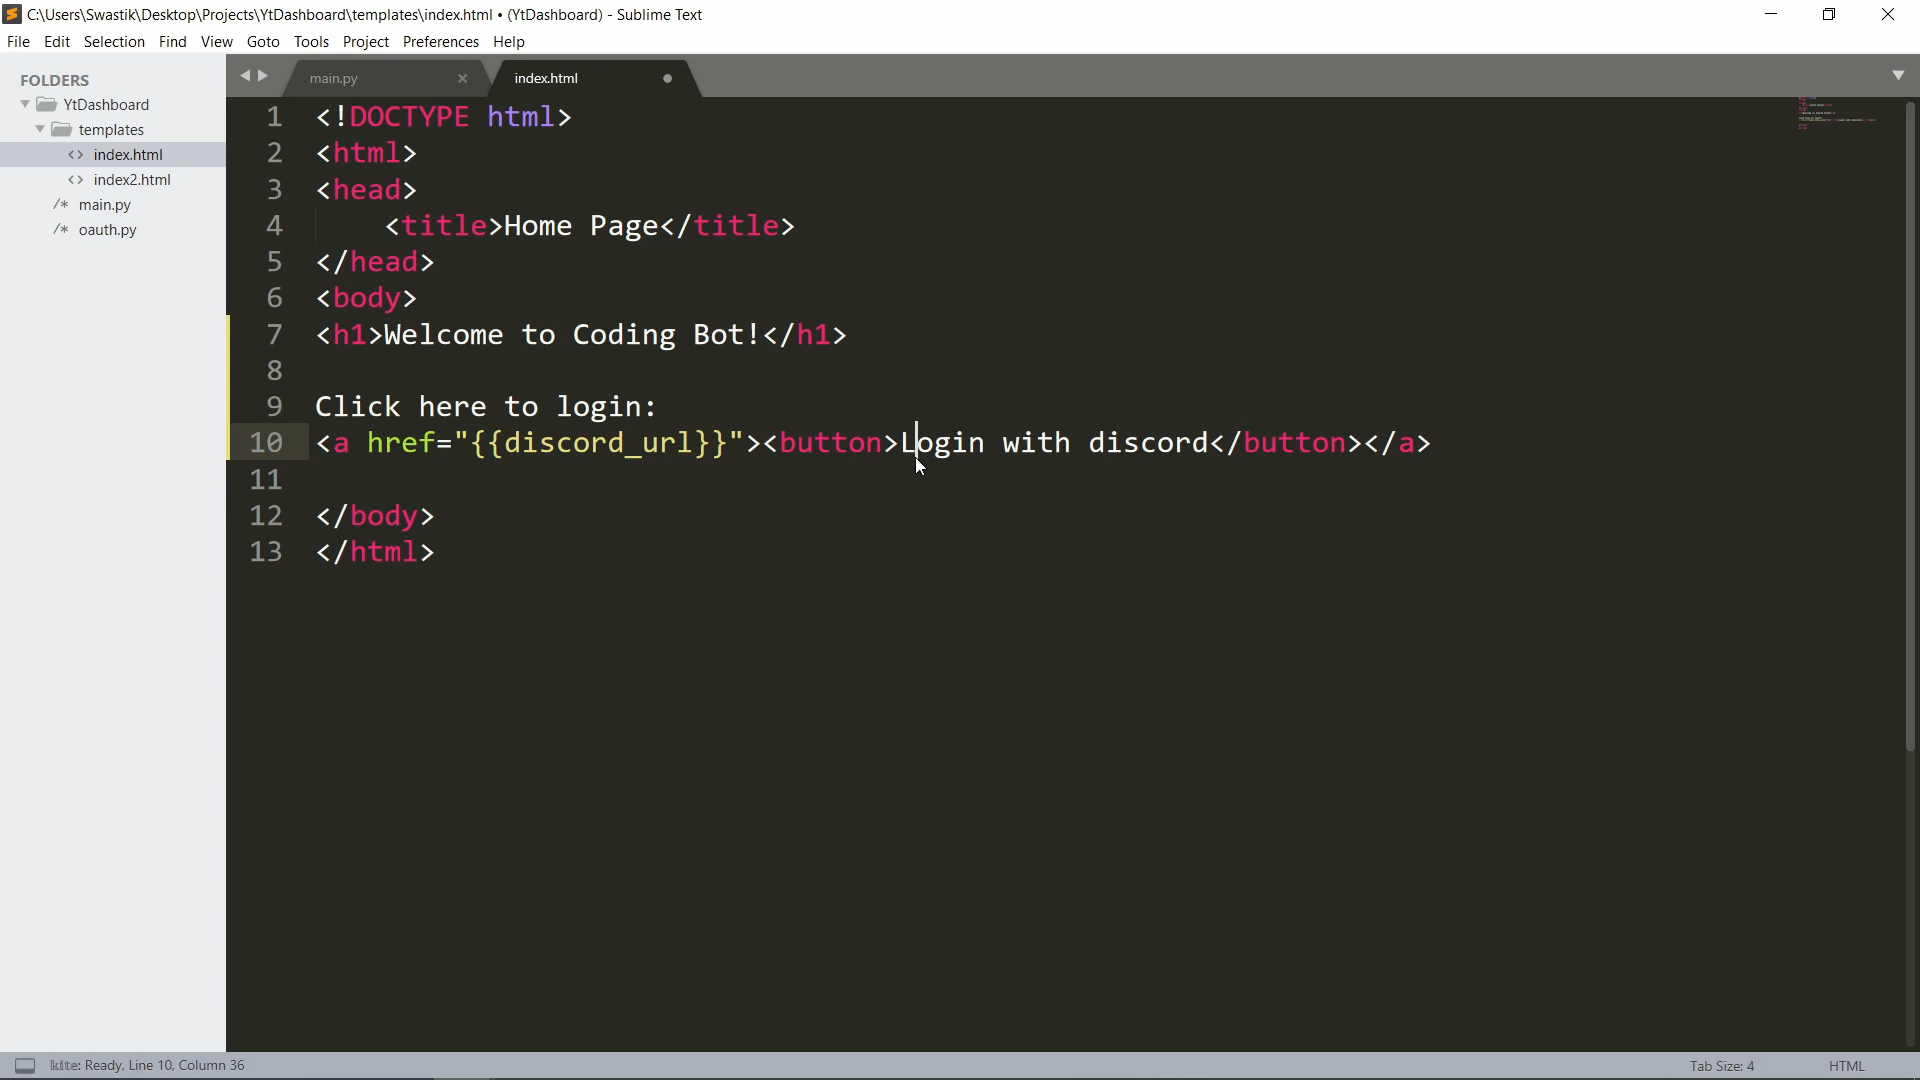 C:\Users\Swastik\Desktop\Projects\YtDashboard\templates\index.html • (YtDashboard) - Sublime Text
File Edit Selection Find View Goto Tools Project Preferences Help
FOLDERS
YtDashboard
templates
<> index.html
<> index2.html
/* main.py
/* oauth.py
main.py × index.html
1 <!DOCTYPE html>
2 <html>
3 <head>
4 <title>Home Page</title>
5 </head>
6 <body>
7 <h1>Welcome to Coding Bot!</h1>
8
9 Click here to login:
10 <a href="{{discord_url}}"><button>Login with discord</button></a>
11
12 </body>
13 </html>
Ready, Line 10, Column 36 Tab Size: 4 HTML